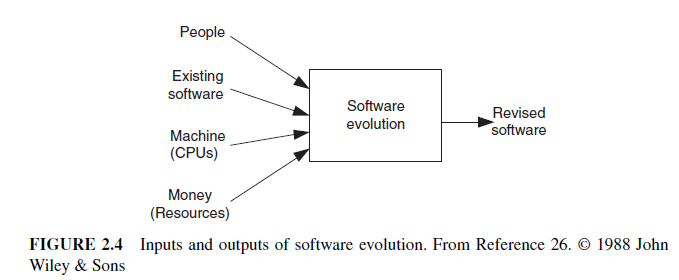 People
Existing
software
Machine
(CPUs)
Money
(Resources)
Software
evolution
Revised
software
FIGURE 2.4 Inputs and outputs of software evolution. From Reference 26. © 1988 John
Wiley & Sons